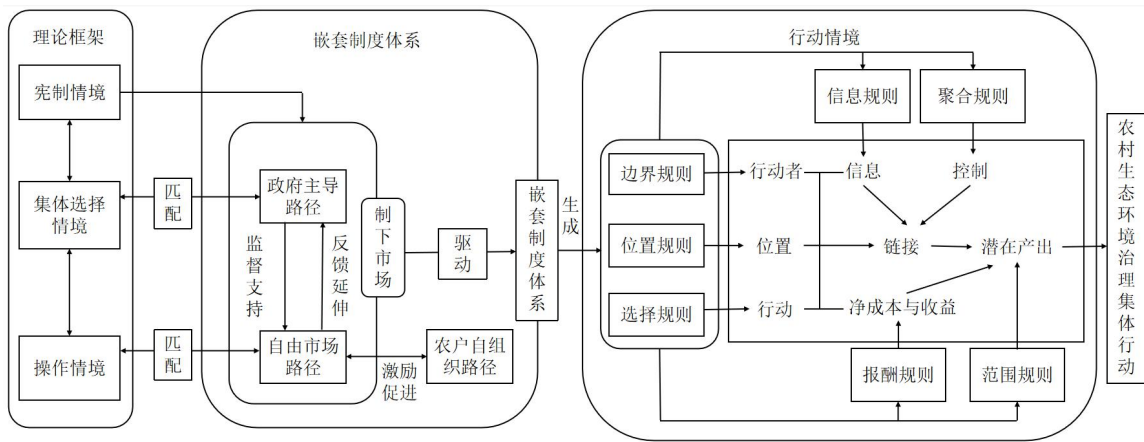 理论框架
宪制情境
集体选择
情境
操作情境
匹配
匹配
嵌套制度体系
政府主导
路径
监督支持
反馈延伸
自由市场
路径
制下市场
驱动
激励
促进
农户自组
织路径
嵌套制度体系
生成
行动情境
信息规则
聚合规则
边界规则
位置规则
选择规则
行动者
信息
控制
位置
链接
潜在产出
行动
净成本与收益
报酬规则
范围规则
农村生态环境治理集体行动